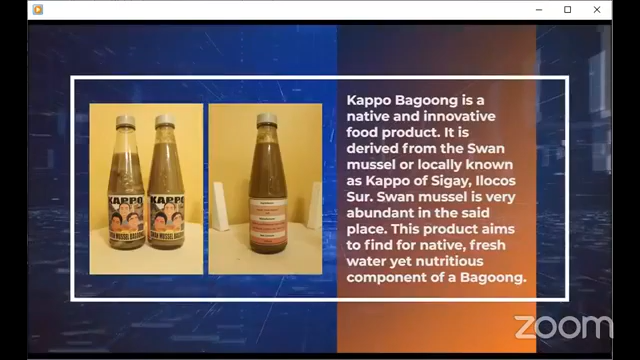 Kappo Bagoong is a
native and innovative
food product. It is
derived from the Swan
mussel or locally known
as Kappo of Sigay, Ilocos
Sur. Swan mussel is very
abundant in the said
place. This product aims
to find for native, fresh
water yet nutritious
component of a Bagoong.
KAPPO
KAPPO
zoom